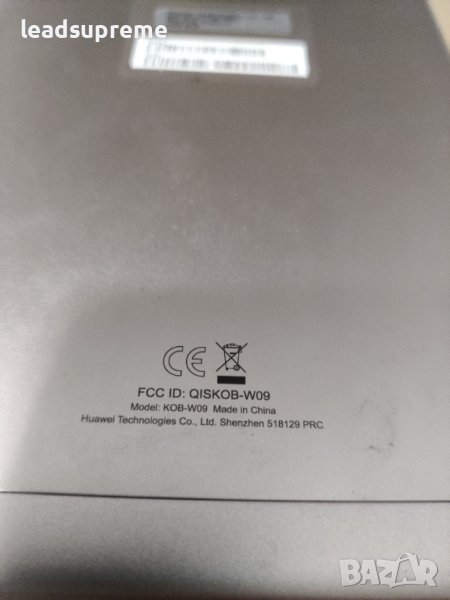 leadsupreme
CE
FCC ID: QISKOB-W09
Model: KOB-W09 Made in China
Huawei Technologies Co., Ltd. Shenzhen 518129 PRC
BAZAR